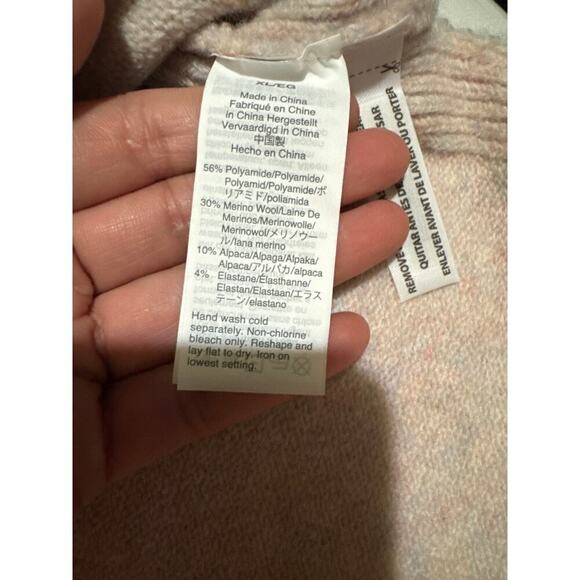 XL/EG
Made in China
Fabriqué en Chine
in China Hergestellt
Vervaardigd in China
中国製
Hecho en China
56% Polyamide/Polyamide/
Polyamid/Polyamide/ポ
リアミド/poliamida
30% Merino Wool/Laine De
Merinos/Merinowolle/
Merinowol/メリノウー
ル/lana merino
10% Alpaca/Alpaga/Alpaka/
Alpaca/アルパカ/alpaca
4% Elastane/Élasthanne/
Elastan/Elastaan/エラス
テーン/elastano
Hand wash cold
separately. Non-chlorine
bleach only. Reshape and
lay flat to dry. Iron on
lowest setting.
REMOVE
QUITAR ANTES DE
USAR
ENLEVER AVANT DE LAVER OU PORTER